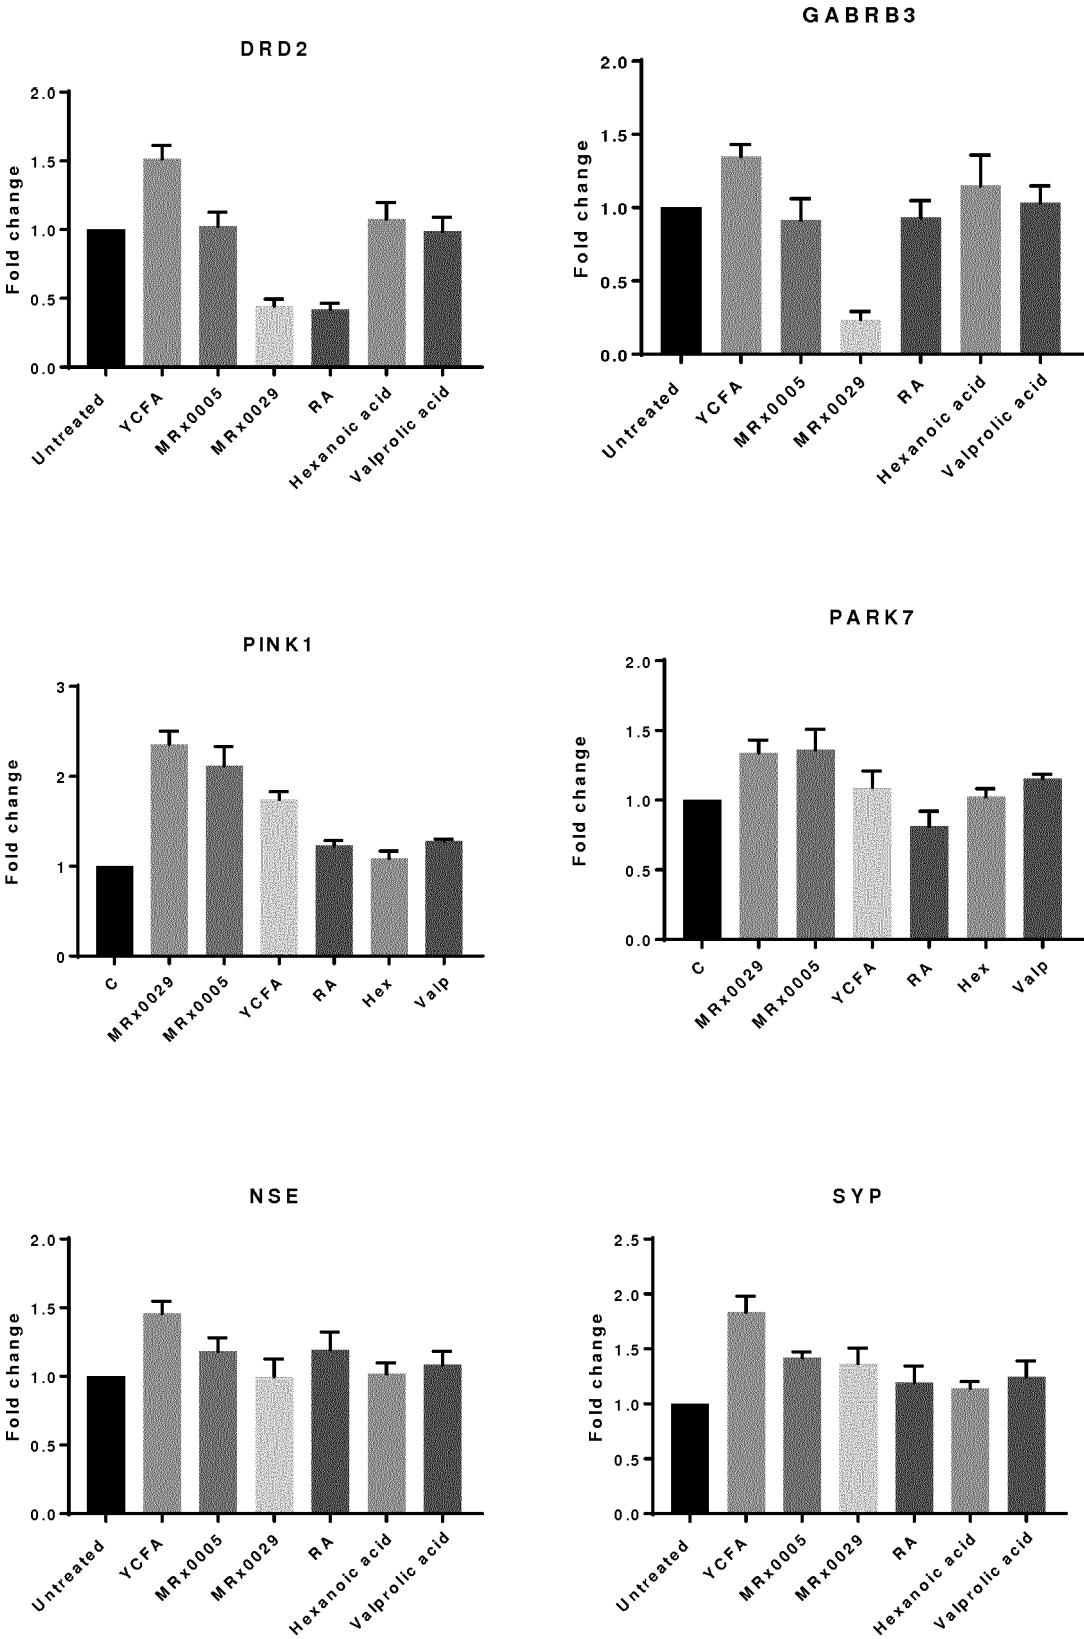 DRD2
2.0
1.5
1.0
0.5
0.0
Fold change
Untreated
YCFA
MRx0005
MRx0029
RA
Hexanoic acid
Valprolic acid
GABRB3
2.0
1.5
1.0
0.5
0.0
Fold change
Untreated
YCFA
MRx0005
MRx0029
RA
Hexanoic acid
Valprolic acid
PINK1
3
2
1
0
Fold change
C
MRx0029
MRx0005
YCFA
RA
Hex
Valp
PARK7
2.0
1.5
1.0
0.5
0.0
Fold change
C
MRx0029
MRx0005
YCFA
RA
Hex
Valp
NSE
2.0
1.5
1.0
0.5
0.0
Fold change
Untreated
YCFA
MRx0005
MRx0029
RA
Hexanoic acid
Valprolic acid
SYP
2.5
2.0
1.5
1.0
0.5
0.0
Fold change
Untreated
YCFA
MRx0005
MRx0029
RA
Hexanoic acid
Valprolic acid